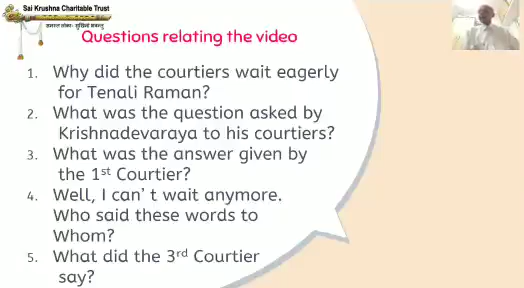 Sai Krushna Charitable Trust
समस्त लोकाः सुखिनो भवन्तु
Questions relating the video
1. Why did the courtiers wait eagerly
for Tenali Raman?
2. What was the question asked by
Krishnadevaraya to his courtiers?
3. What was the answer given by
the 1st Courtier?
4. Well, I can’ t wait anymore.
Who said these words to
Whom?
5. What did the 3rd Courtier
say?